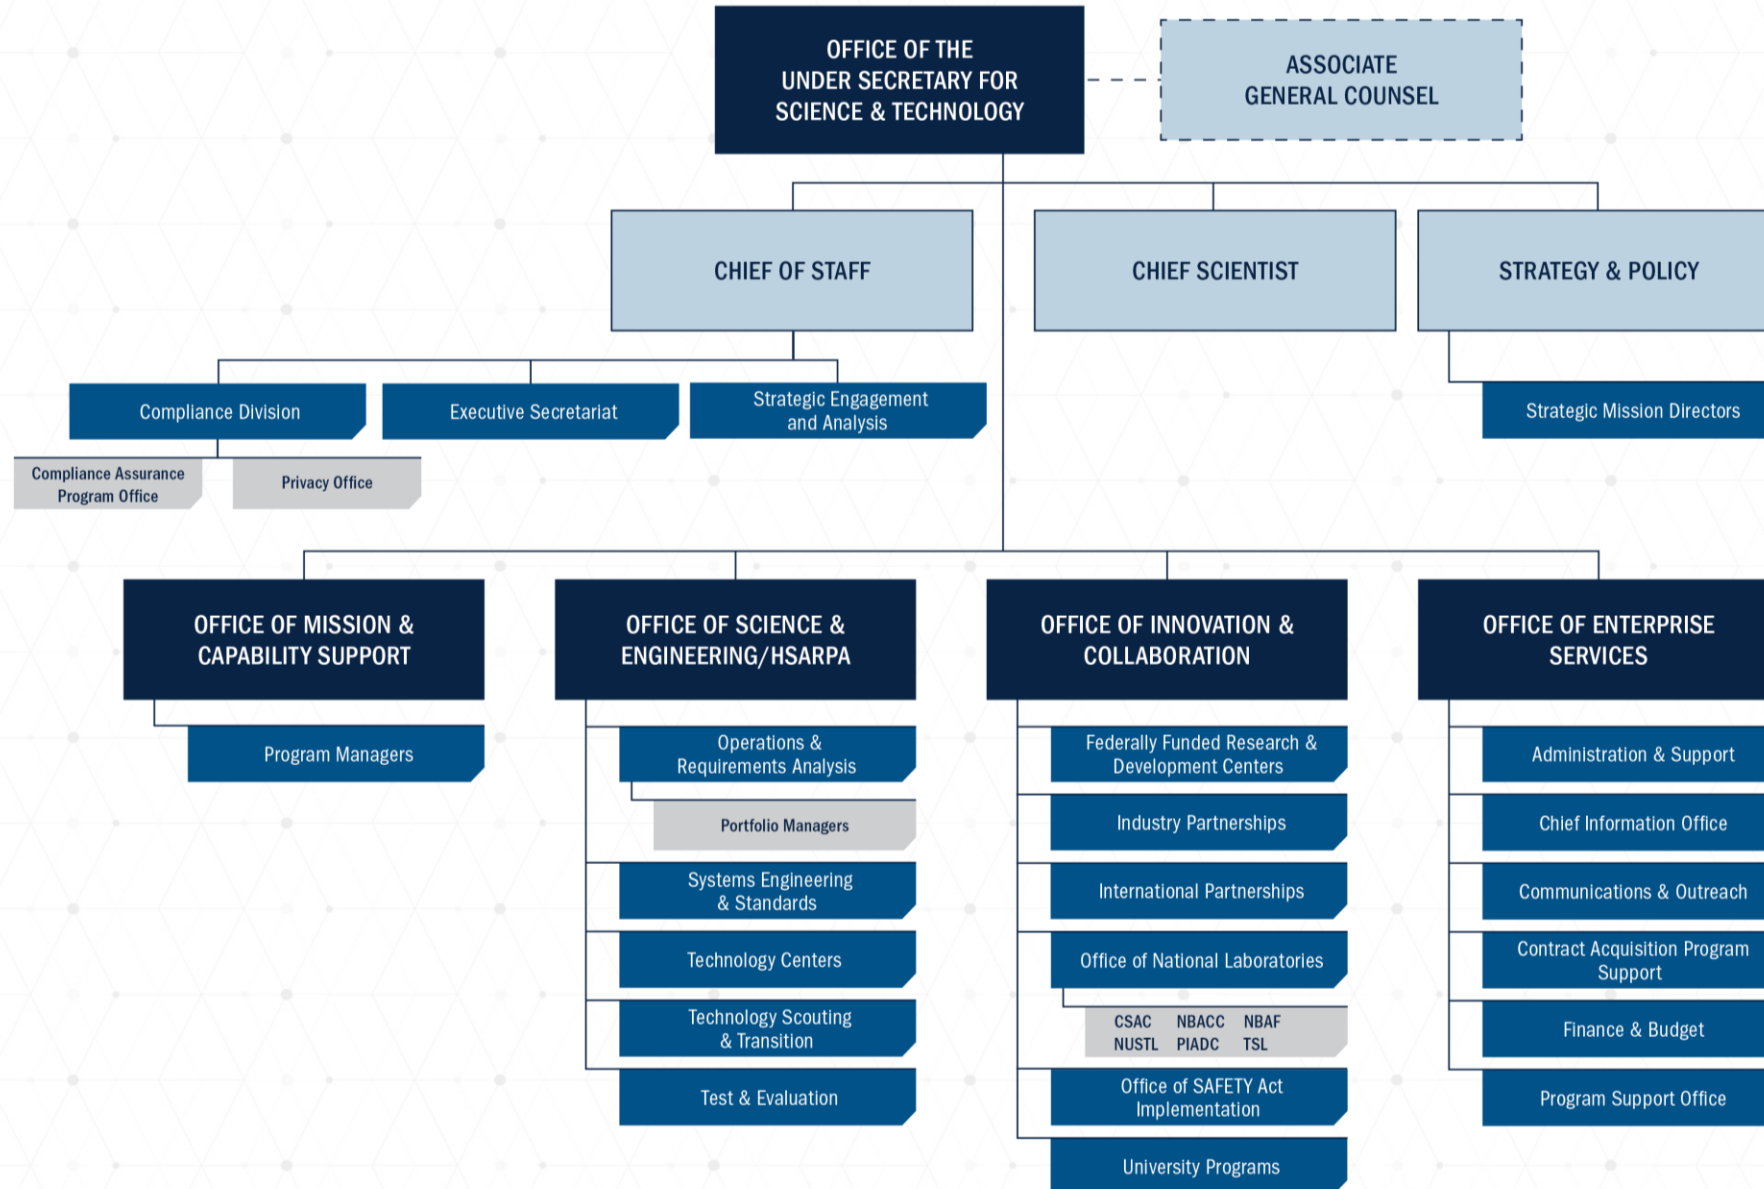 OFFICE OF THE
UNDER SECRETARY FOR
SCIENCE & TECHNOLOGY
ASSOCIATE
GENERAL COUNSEL
CHIEF OF STAFF
CHIEF SCIENTIST
STRATEGY & POLICY
Compliance Division
Executive Secretariat
Strategic Engagement
and Analysis
Strategic Mission Directors
Compliance Assurance
Program Office
Privacy Office
OFFICE OF MISSION &
CAPABILITY SUPPORT
Program Managers
OFFICE OF SCIENCE &
ENGINEERING/HSARPA
Operations &
Requirements Analysis
Portfolio Managers
Systems Engineering
& Standards
Technology Centers
Technology Scouting
& Transition
Test & Evaluation
OFFICE OF INNOVATION &
COLLABORATION
Federally Funded Research &
Development Centers
Industry Partnerships
International Partnerships
Office of National Laboratories
CSAC NBACC NBAF
NUSTL PIADC TSL
Office of SAFETY Act
Implementation
University Programs
OFFICE OF ENTERPRISE
SERVICES
Administration & Support
Chief Information Office
Communications & Outreach
Contract Acquisition Program
Support
Finance & Budget
Program Support Office